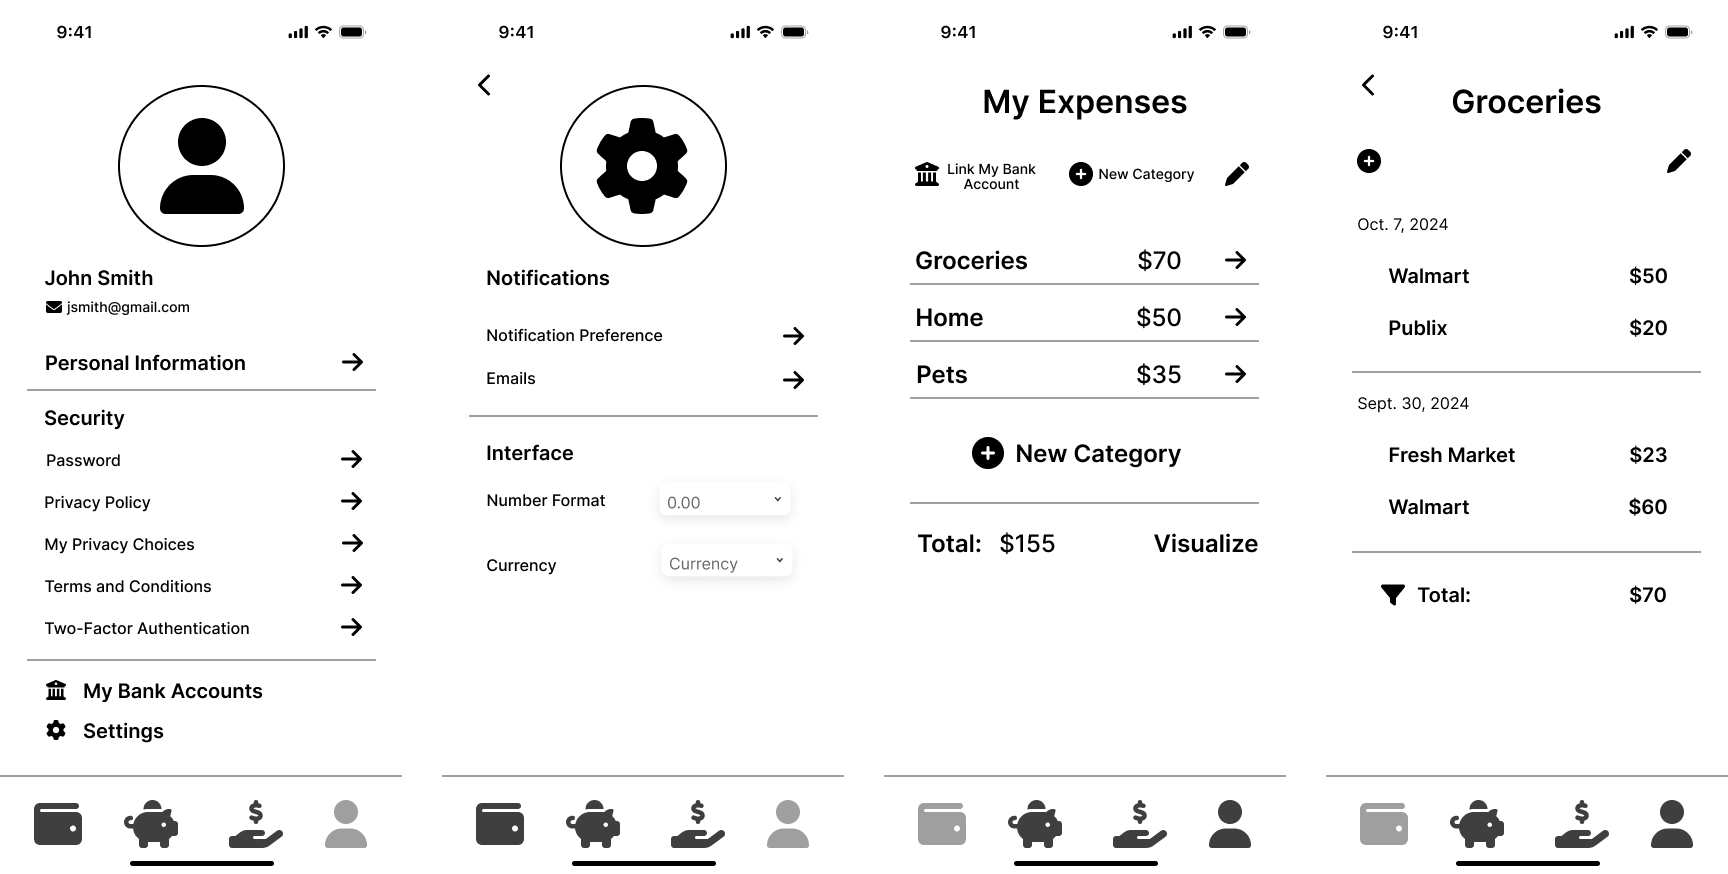 9:41
John Smith
jsmith@gmail.com
Personal Information
Security
Password
Privacy Policy
My Privacy Choices
Terms and Conditions
Two-Factor Authentication
My Bank Accounts
Settings
$
9:41
Notifications
Notification Preference
Emails
Interface
Number Format 0.00
Currency Currency
$
9:41
My Expenses
Link My Bank
Account
New Category
Groceries $70
Home $50
Pets $35
New Category
Total: $155 Visualize
$
9:41
Groceries
Oct. 7, 2024
Walmart $50
Publix $20
Sept. 30, 2024
Fresh Market $23
Walmart $60
Total: $70
$